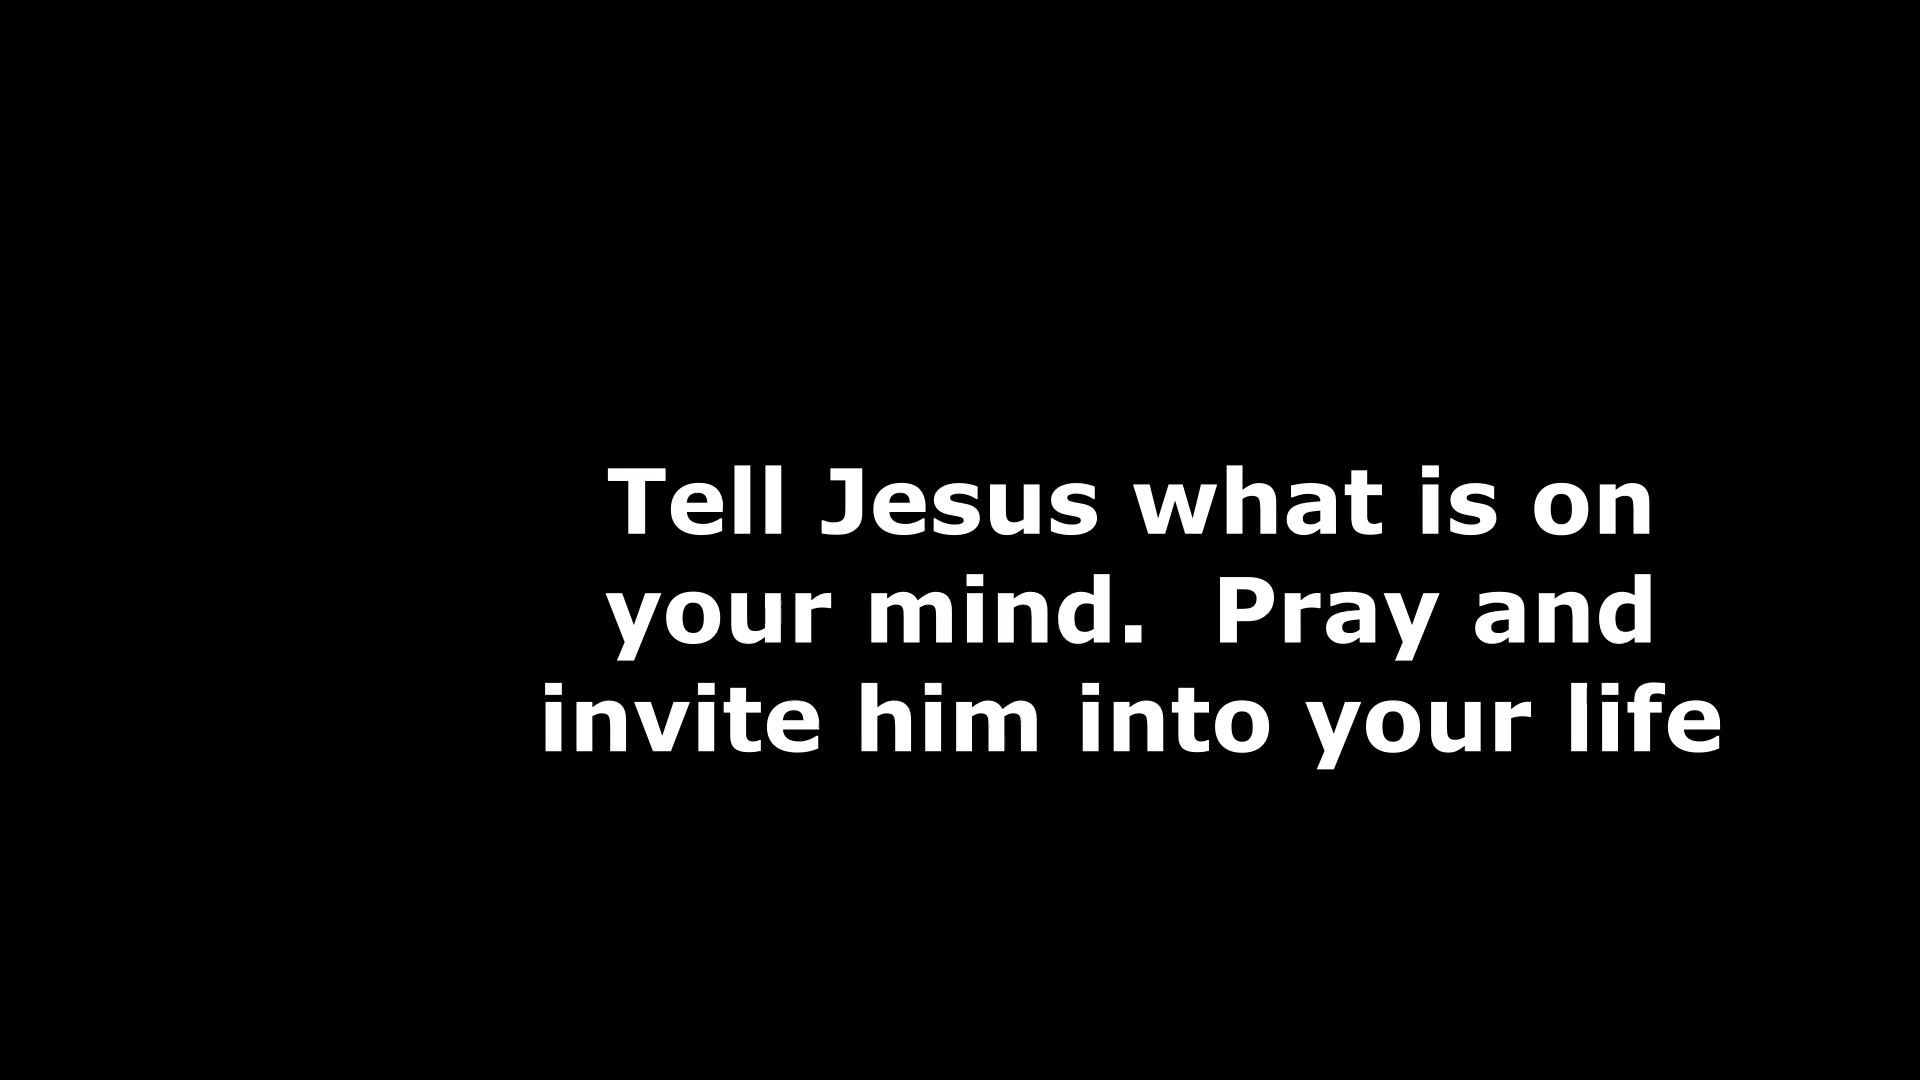 Tell Jesus what is on
your mind.  Pray and
invite him into your life